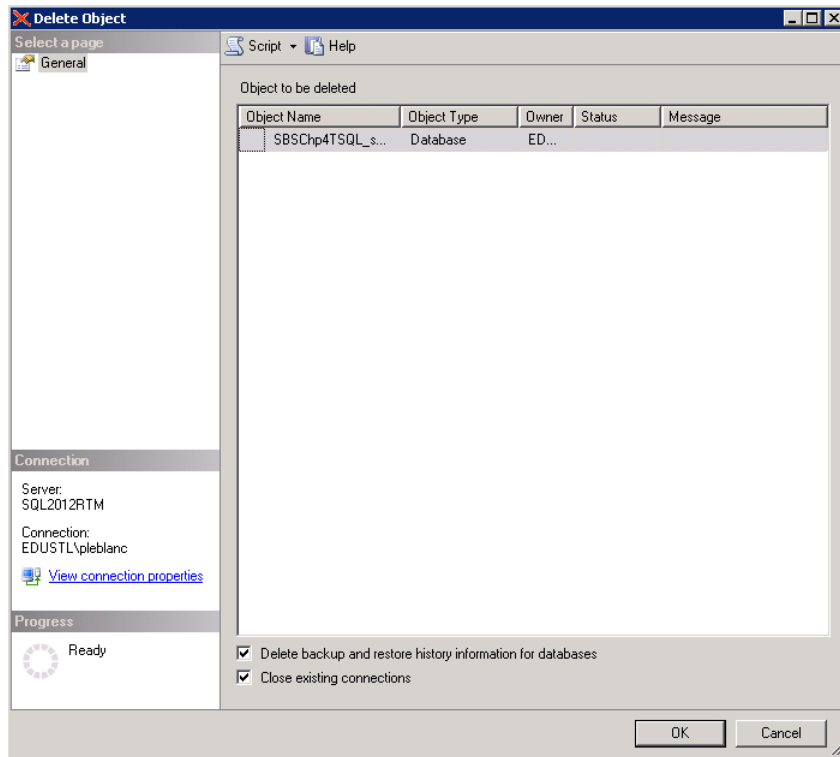 Delete Object
Select a page
General
Script Help
Object to be deleted
Object Name Object Type Owner Status Message
SBSChp4TSQL_s... Database ED...
Connection
Server:
SQL2012RTM
Connection:
EDUSTL\pleblanc
View connection properties
Progress
Ready
Delete backup and restore history information for databases
Close existing connections
OK Cancel